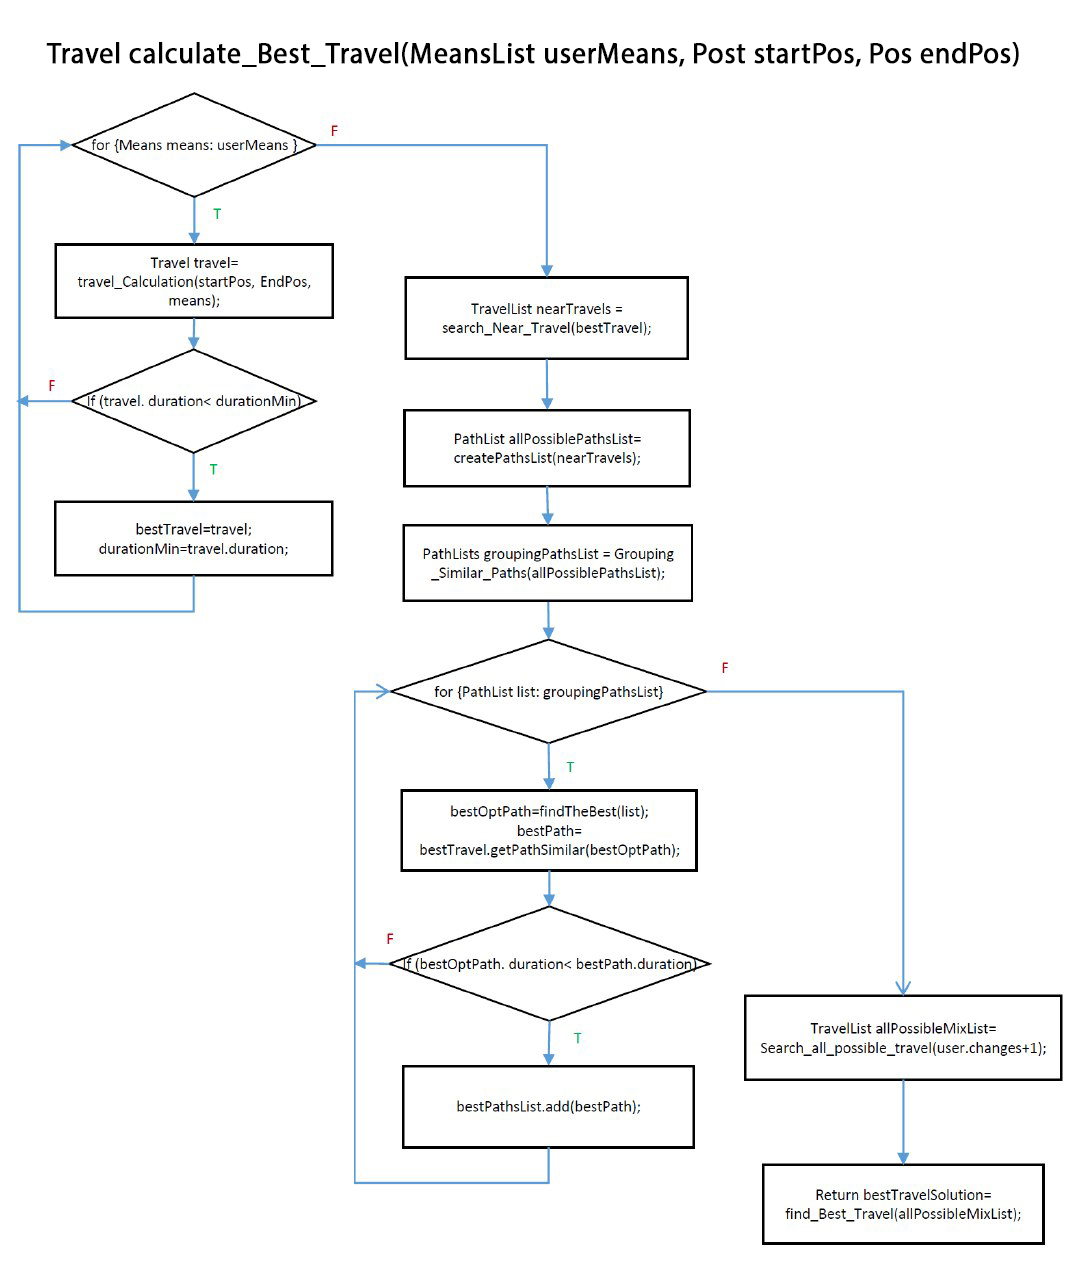 Travel calculate_Best_Travel(MeansList userMeans, Post startPos, Pos endPos)
for {Means means: userMeans }
F
T
Travel travel=
travel_Calculation(startPos, EndPos,
means);
If (travel. duration< durationMin)
F
T
bestTravel=travel;
durationMin=travel.duration;
TravelList nearTravels =
search_Near_Travel(bestTravel);
PathList allPossiblePathsList=
createPathsList(nearTravels);
PathLists groupingPathsList = Grouping
_Similar_Paths(allPossiblePathsList);
for {PathList list: groupingPathsList}
F
T
bestOptPath=findTheBest(list);
bestPath=
bestTravel.getPathSimilar(bestOptPath);
If (bestOptPath. duration< bestPath.duration)
F
T
bestPathsList.add(bestPath);
TravelList allPossibleMixList=
Search_all_possible_travel(user.changes+1);
Return bestTravelSolution=
find_Best_Travel(allPossibleMixList);